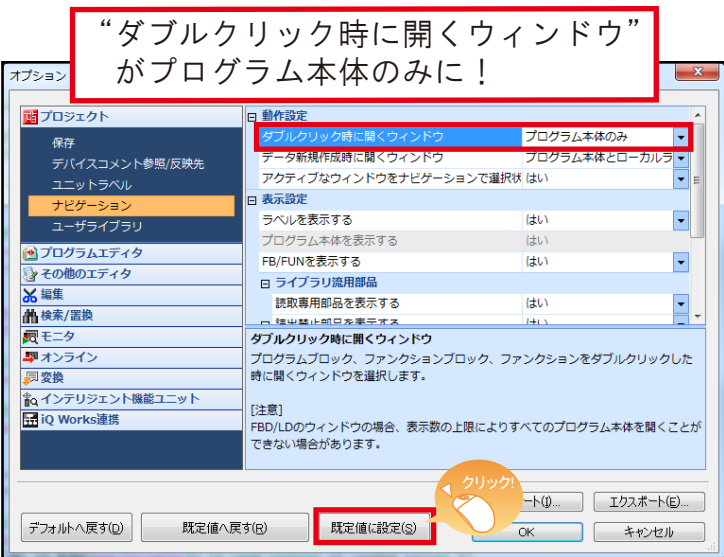 “ダブルクリック時に開くウィンドウ”
がプログラム本体のみに！
オプション
プロジェクト
保存
デバイスコメント参照/反映先
ユニットラベル
ナビゲーション
ユーザライブラリ
プログラムエディタ
その他のエディタ
編集
検索/置換
モニタ
オンライン
変換
インテリジェント機能ユニット
iQ Works連携
動作設定
ダブルクリック時に開くウィンドウ プログラム本体のみ
データ新規作成時に開くウィンドウ プログラム本体とローカルラ
アクティブなウィンドウをナビゲーションで選択状 はい
表示設定
ラベルを表示する はい
プログラム本体を表示する はい
FB/FUNを表示する はい
ライブラリ流用部品
読取専用部品を表示する はい
読出禁止部品を表示する はい
ダブルクリック時に開くウィンドウ
プログラムブロック、ファンクションブロック、ファンクションをダブルクリックした
時に開くウィンドウを選択します。
[注意]
FBD/LDのウィンドウの場合、表示数の上限によりすべてのプログラム本体を開くことが
できない場合があります。
クリック!
ート(I)...
エクスポート(E)...
デフォルトへ戻す(D)
既定値へ戻す(R)
既定値に設定(S)
OK
キャンセル